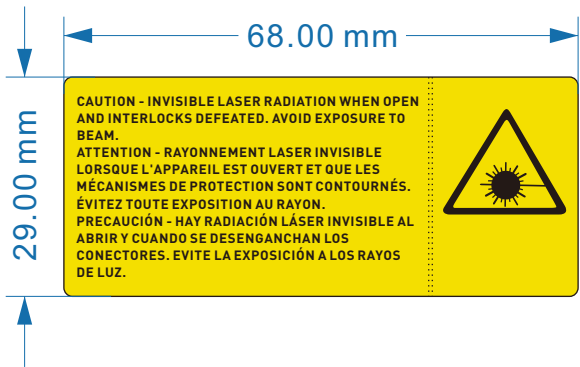 68.00 mm
29.00 mm
CAUTION - INVISIBLE LASER RADIATION WHEN OPEN
AND INTERLOCKS DEFEATED. AVOID EXPOSURE TO
BEAM.
ATTENTION - RAYONNEMENT LASER INVISIBLE
LORSQUE L'APPAREIL EST OUVERT ET QUE LES
MÉCANISMES DE PROTECTION SONT CONTOURNÉS.
ÉVITEZ TOUTE EXPOSITION AU RAYON.
PRECAUCIÓN - HAY RADIACIÓN LÁSER INVISIBLE AL
ABRIR Y CUANDO SE DESENGANCHAN LOS
CONECTORES. EVITE LA EXPOSICIÓN A LOS RAYOS
DE LUZ.